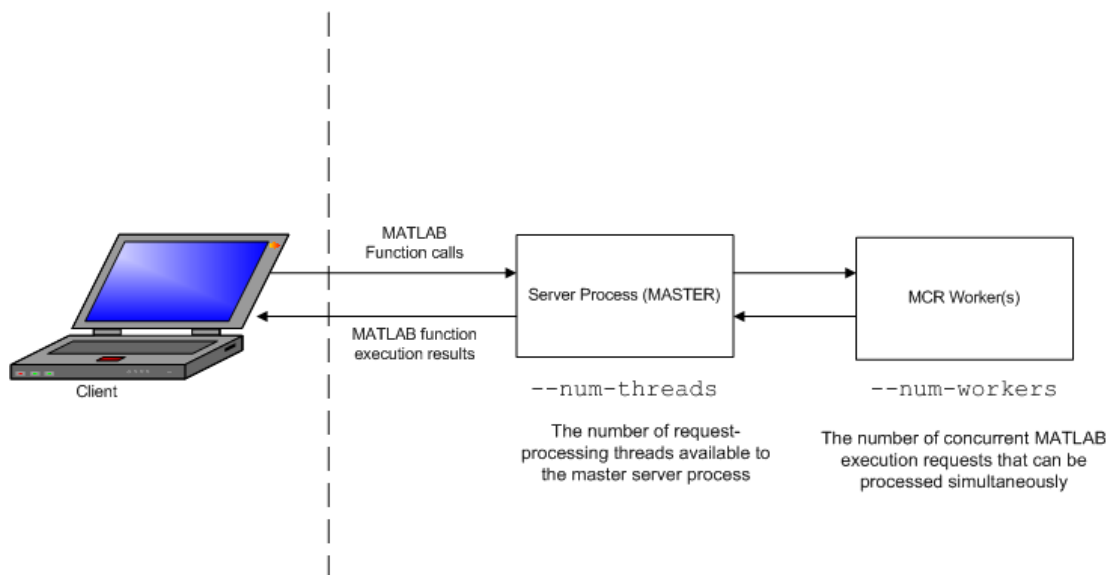 MATLAB
Function calls
Server Process (MASTER)
MCR Worker(s)
MATLAB function
execution results
Client
--num-threads
--num-workers
The number of request-
processing threads available to
the master server process
The number of concurrent MATLAB
execution requests that can be
processed simultaneously